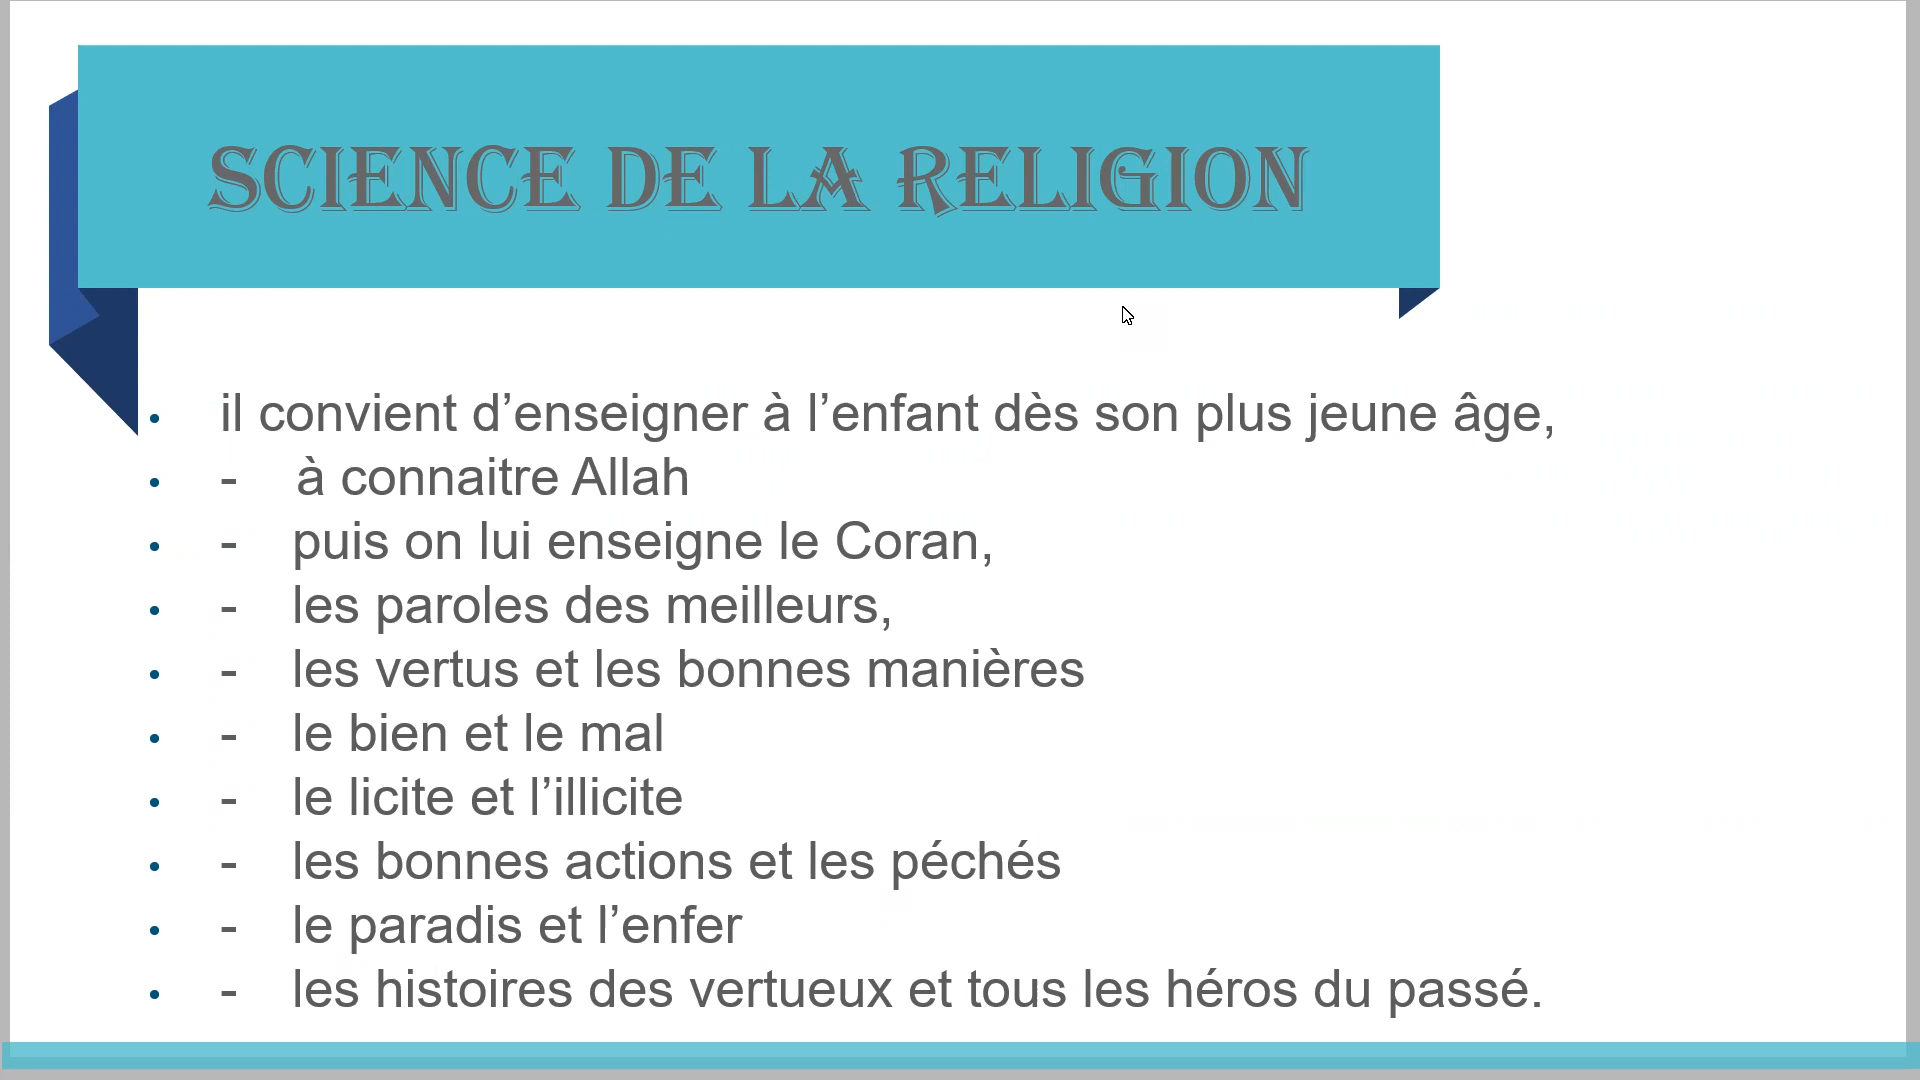 SCIENCE DE LA RELIGION
• il convient d’enseigner à l’enfant dès son plus jeune âge,
• - à connaitre Allah
• - puis on lui enseigne le Coran,
• - les paroles des meilleurs,
• - les vertus et les bonnes manières
• - le bien et le mal
• - le licite et l’illicite
• - les bonnes actions et les péchés
• - le paradis et l’enfer
• - les histoires des vertueux et tous les héros du passé.